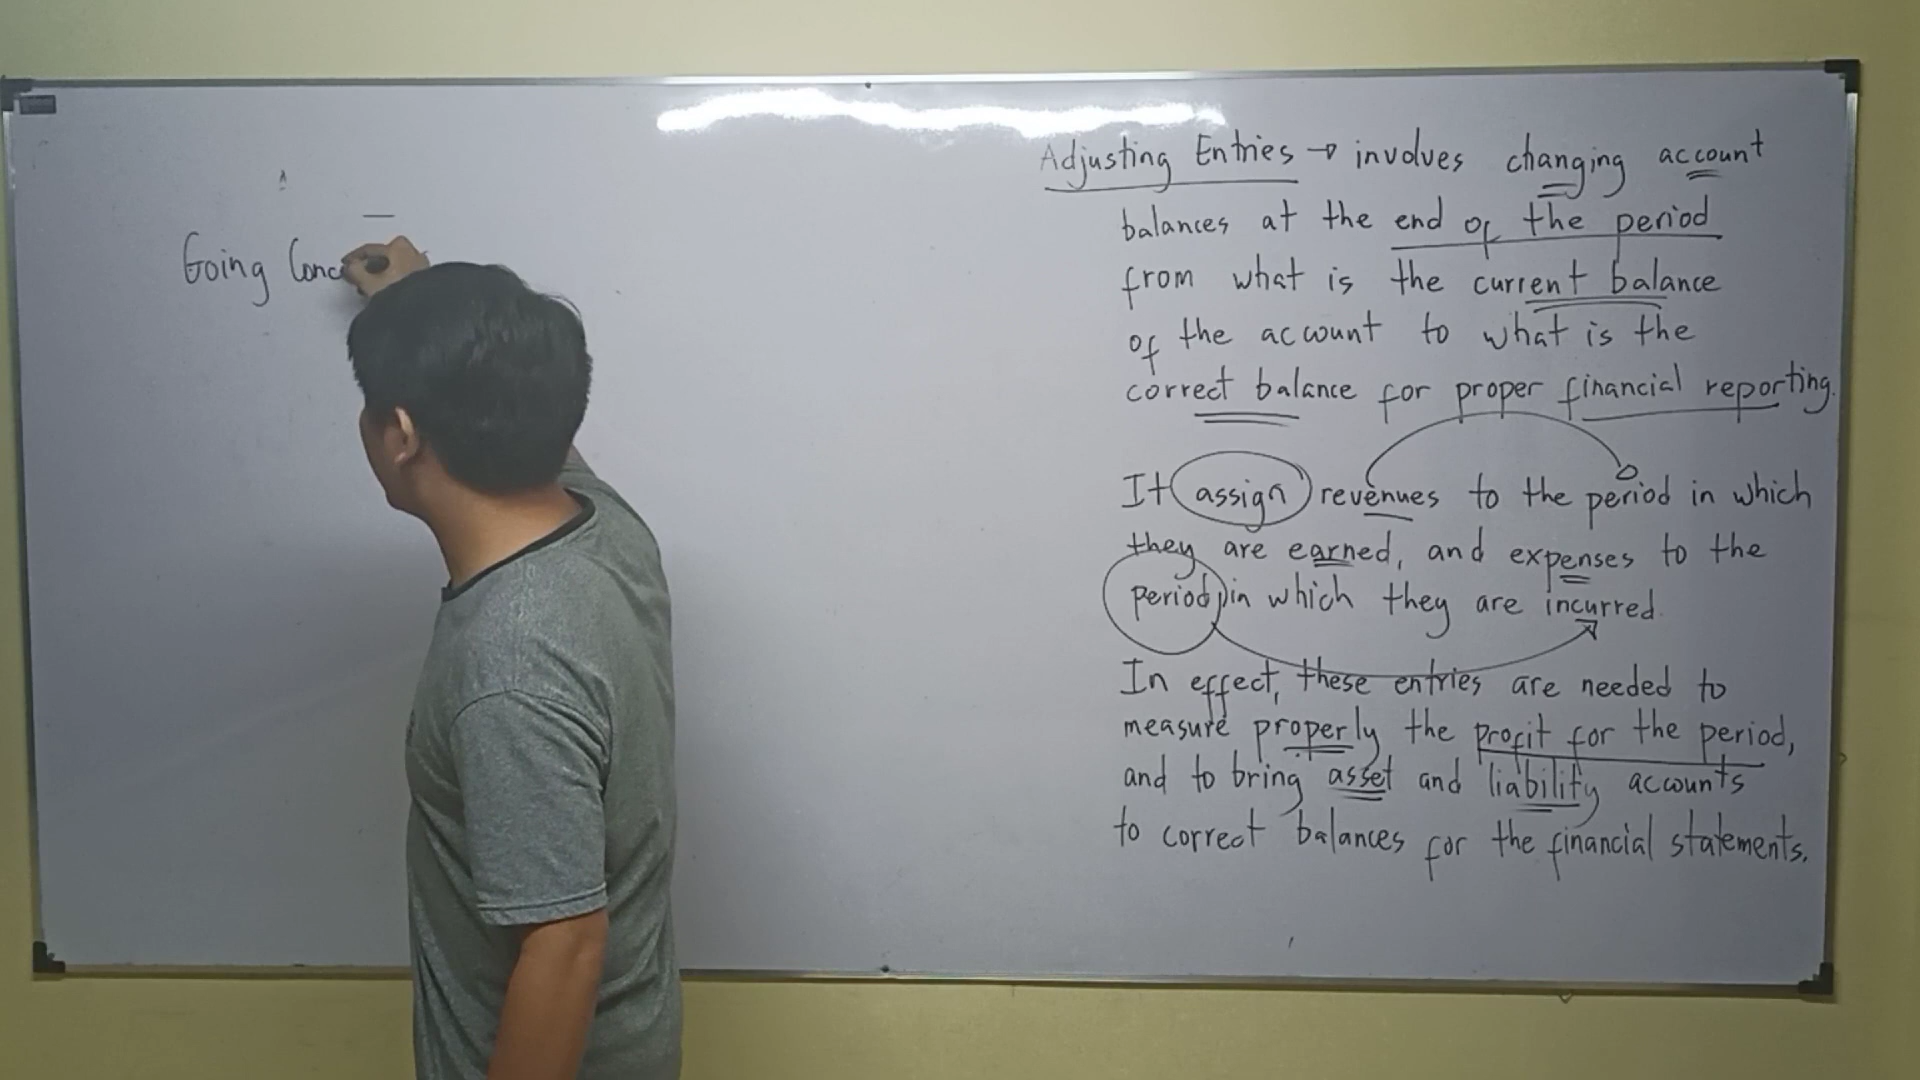 Going Conc
Adjusting Entries → involves changing account
balances at the end of the period
from what is the current balance
of the account to what is the
correct balance for proper financial reporting.
It assign revenues to the period in which
they are earned, and expenses to the
period, in which they are incurred.
In effect, these entries are needed to
measure properly the profit for the period,
and to bring asset and liability accounts
to correct balances for the financial statements.